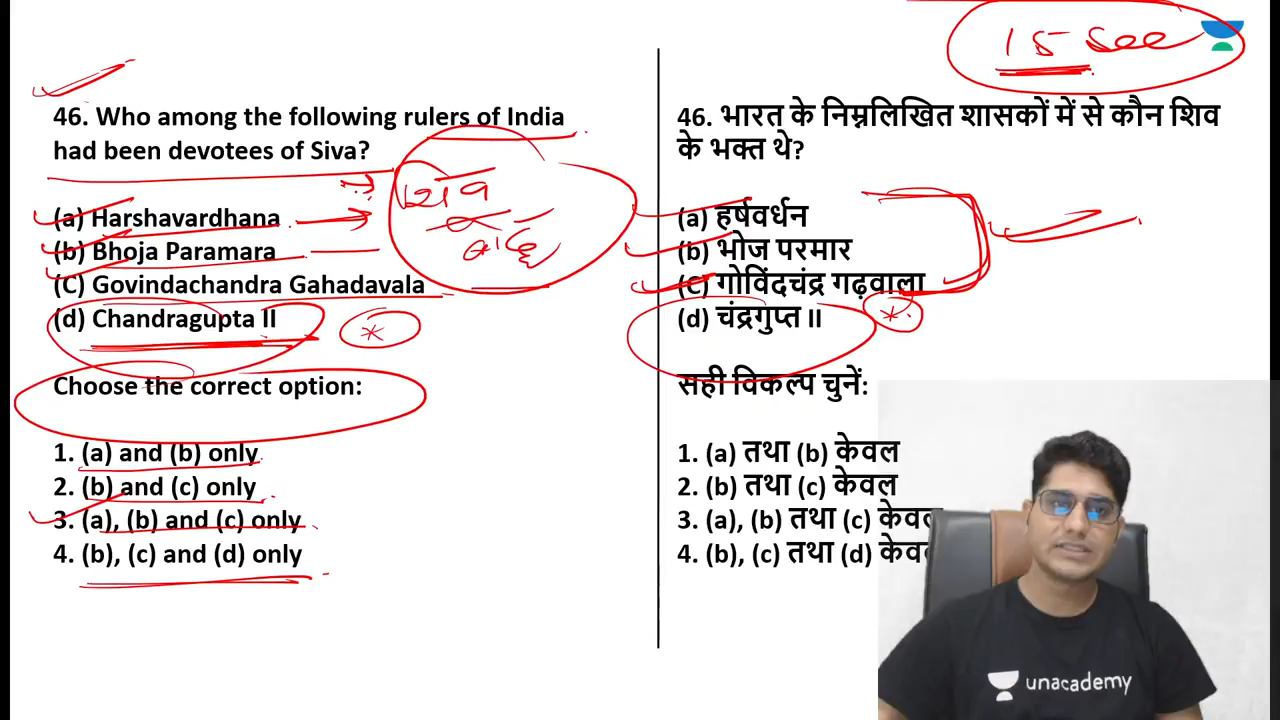 15 See
46. Who among the following rulers of India
had been devotees of Siva?
(a) Harshavardhana
(b) Bhoja Paramara
(C) Govindachandra Gahadavala
(d) Chandragupta II
Choose the correct option:
1. (a) and (b) only
2. (b) and (c) only
3. (a), (b) and (c) only
4. (b), (c) and (d) only
46. भारत के निम्नलिखित शासकों में से कौन शिव
के भक्त थे?
(a) हर्षवर्धन
(b) भोज परमार
(C) गोविंदचंद्र गढ़वाला
(d) चंद्रगुप्त II
सही विकल्प चुनें:
1. (a) तथा (b) केवल
2. (b) तथा (c) केवल
3. (a), (b) तथा (c) केवल
4. (b), (c) तथा (d) केवल
unacademy